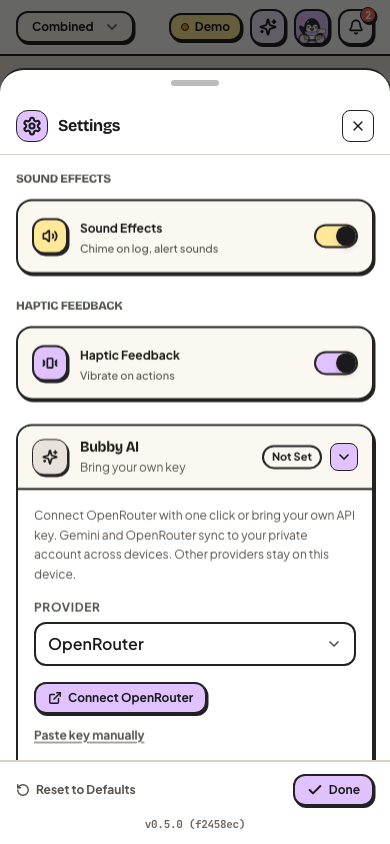 Combined
Demo
2
Settings
SOUND EFFECTS
Sound Effects
Chime on log, alert sounds
HAPTIC FEEDBACK
Haptic Feedback
Vibrate on actions
Bubby AI
Bring your own key
Not Set
Connect OpenRouter with one click or bring your own API
key. Gemini and OpenRouter sync to your private
account across devices. Other providers stay on this
device.
PROVIDER
OpenRouter
Connect OpenRouter
Paste key manually
Reset to Defaults
Done
v0.5.0 (f2458ec)